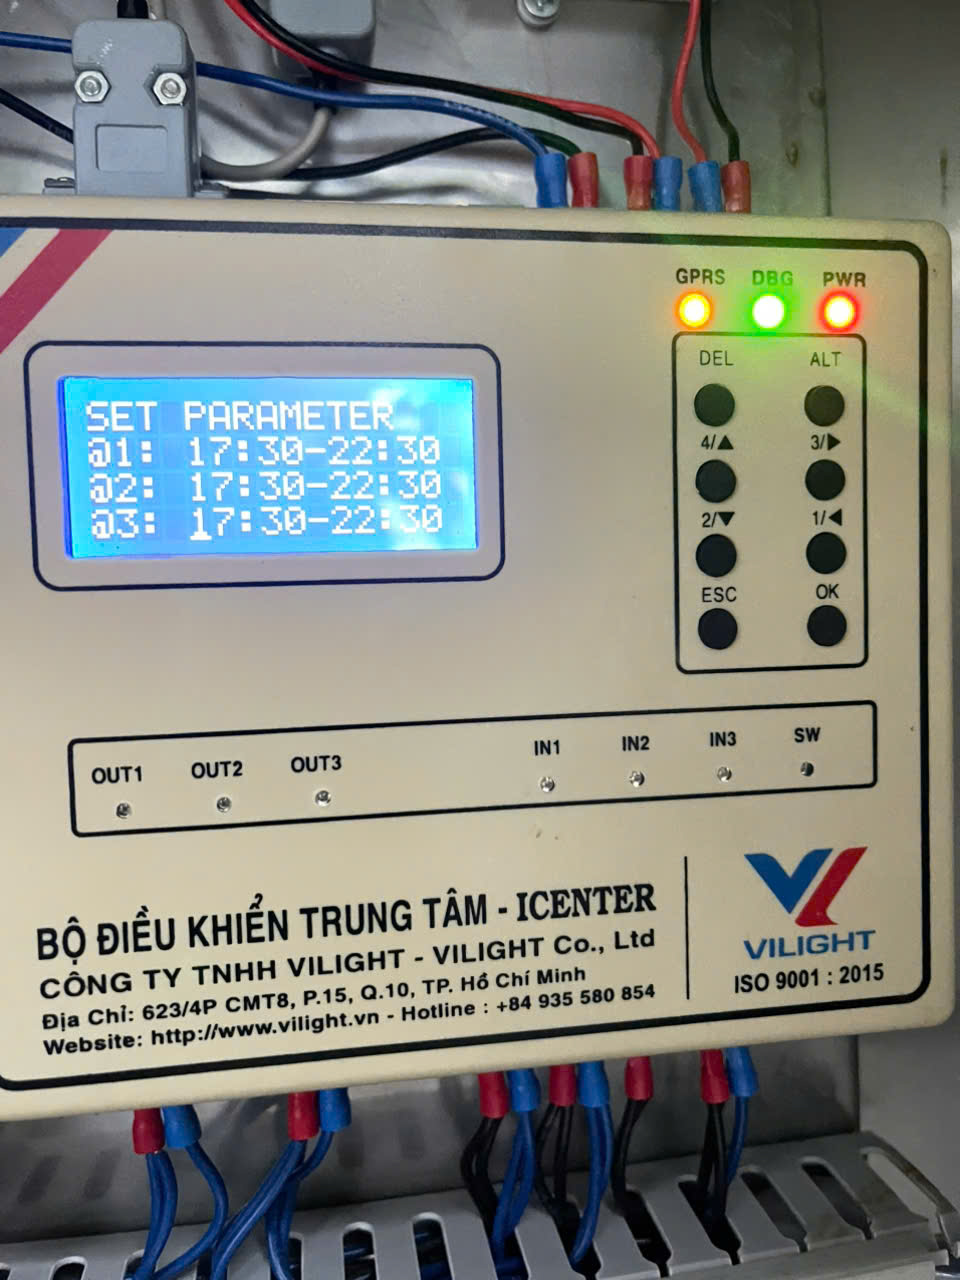 GPRS DBG PWR
DEL ALT
SET PARAMETER
@1: 17:30-22:30
@2: 17:30-22:30
@3: 17:30-22:30
4/▲ 3/▶
2/▼ 1/◀
ESC OK
OUT1 OUT2 OUT3 IN1 IN2 IN3 SW
BỘ ĐIỀU KHIỂN TRUNG TÂM - ICENTER
CÔNG TY TNHH VILIGHT - VILIGHT Co., Ltd
Địa Chỉ: 623/4P CMT8, P.15, Q.10, TP. Hồ Chí Minh
Website: http://www.vilight.vn - Hotline : +84 935 580 854
VILIGHT
ISO 9001 : 2015